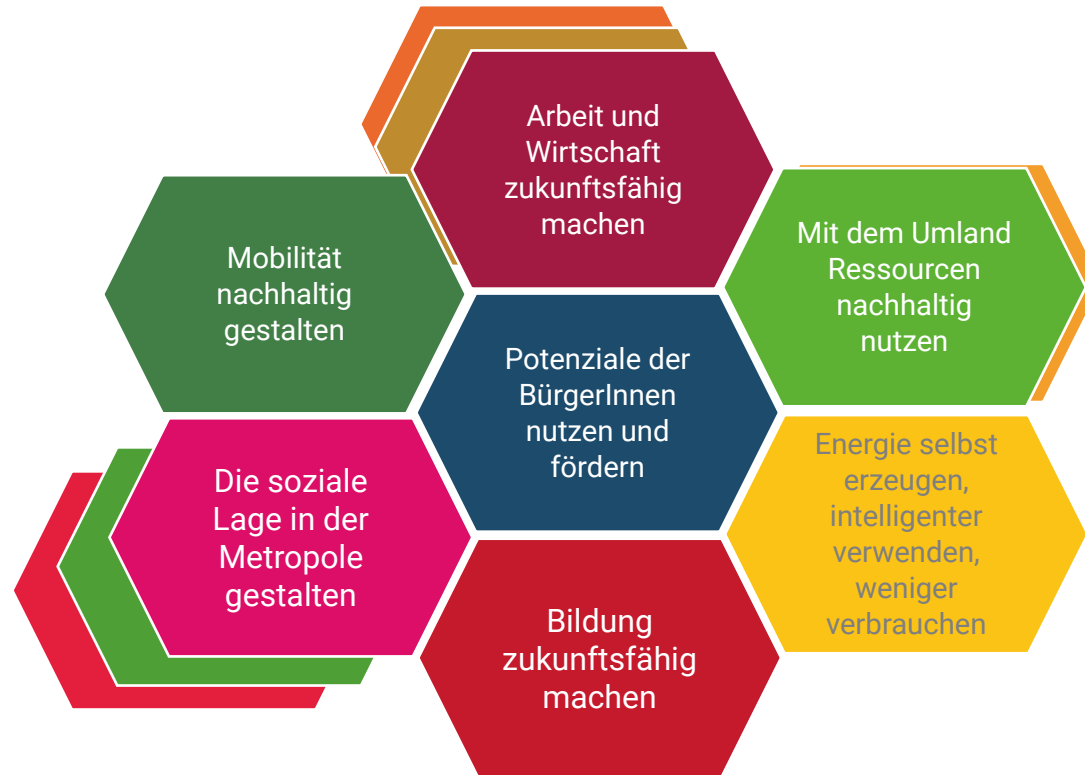 Arbeit und
Wirtschaft
zukunftsfähig
machen
Mobilität
nachhaltig
gestalten
Mit dem Umland
Ressourcen
nachhaltig
nutzen
Potenziale der
BürgerInnen
nutzen und
fördern
Die soziale
Lage in der
Metropole
gestalten
Energie selbst
erzeugen,
intelligenter
verwenden,
weniger
verbrauchen
Bildung
zukunftsfähig
machen